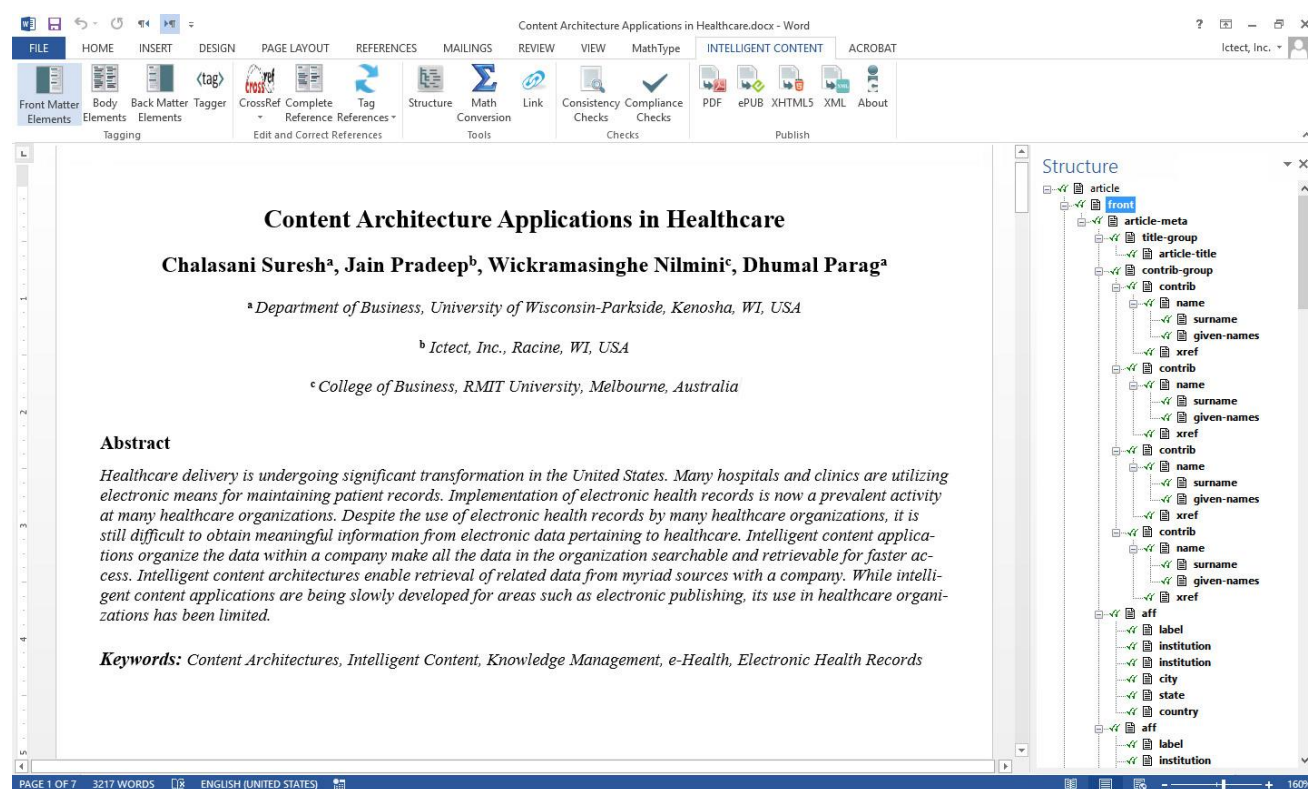 Content Architecture Applications in Healthcare.docx - Word
FILE HOME INSERT DESIGN PAGE LAYOUT REFERENCES MAILINGS REVIEW VIEW MathType INTELLIGENT CONTENT ACROBAT Ictect, Inc.
Front Matter Elements
Body Elements
Back Matter Elements
<tag> Tagger
crossref CrossRef
Complete Reference
Tag References
Structure
Math Conversion
Link
Consistency Checks
Compliance Checks
PDF
ePUB
XHTML5
XML
About
Tagging
Edit and Correct References
Tools
Checks
Publish
Content Architecture Applications in Healthcare
Chalasani Sureshᵃ, Jain Pradeepᵇ, Wickramasinghe Nilminiᶜ, Dhumal Paragᵃ
ᵃ Department of Business, University of Wisconsin-Parkside, Kenosha, WI, USA
ᵇ Ictect, Inc., Racine, WI, USA
ᶜ College of Business, RMIT University, Melbourne, Australia
Abstract
Healthcare delivery is undergoing significant transformation in the United States. Many hospitals and clinics are utilizing
electronic means for maintaining patient records. Implementation of electronic health records is now a prevalent activity
at many healthcare organizations. Despite the use of electronic health records by many healthcare organizations, it is
still difficult to obtain meaningful information from electronic data pertaining to healthcare. Intelligent content applica-
tions organize the data within a company make all the data in the organization searchable and retrievable for faster ac-
cess. Intelligent content architectures enable retrieval of related data from myriad sources with a company. While intelli-
gent content applications are being slowly developed for areas such as electronic publishing, its use in healthcare organi-
zations has been limited.
Keywords: Content Architectures, Intelligent Content, Knowledge Management, e-Health, Electronic Health Records
Structure
article
front
article-meta
title-group
article-title
contrib-group
contrib
name
surname
given-names
xref
contrib
name
surname
given-names
xref
contrib
name
surname
given-names
xref
contrib
name
surname
given-names
xref
aff
label
institution
institution
city
state
country
aff
label
institution
PAGE 1 OF 7 3217 WORDS ENGLISH (UNITED STATES) 160%